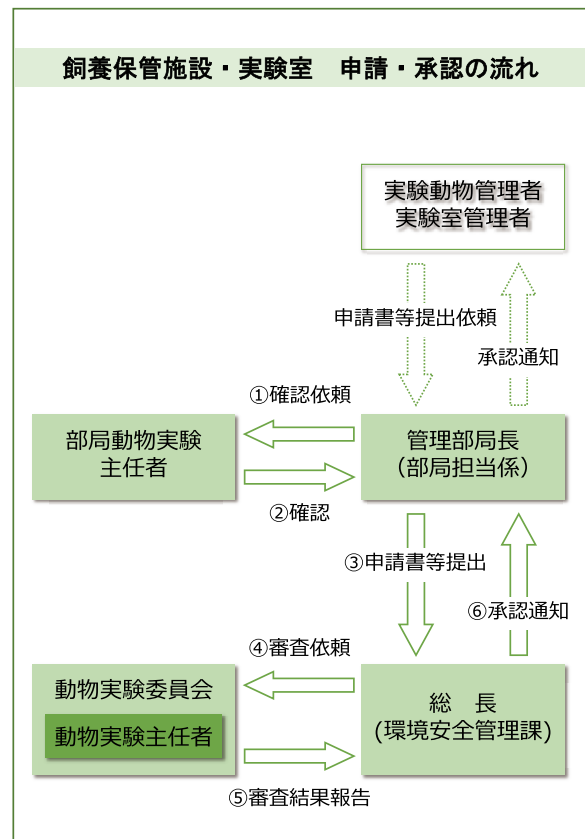 飼養保管施設・実験室　申請・承認の流れ
実験動物管理者
実験室管理者
申請書等提出依頼
承認通知
①確認依頼
部局動物実験
主任者
管理部局長
（部局担当係）
②確認
③申請書等提出
⑥承認通知
④審査依頼
動物実験委員会
動物実験主任者
総　長
(環境安全管理課)
⑤審査結果報告